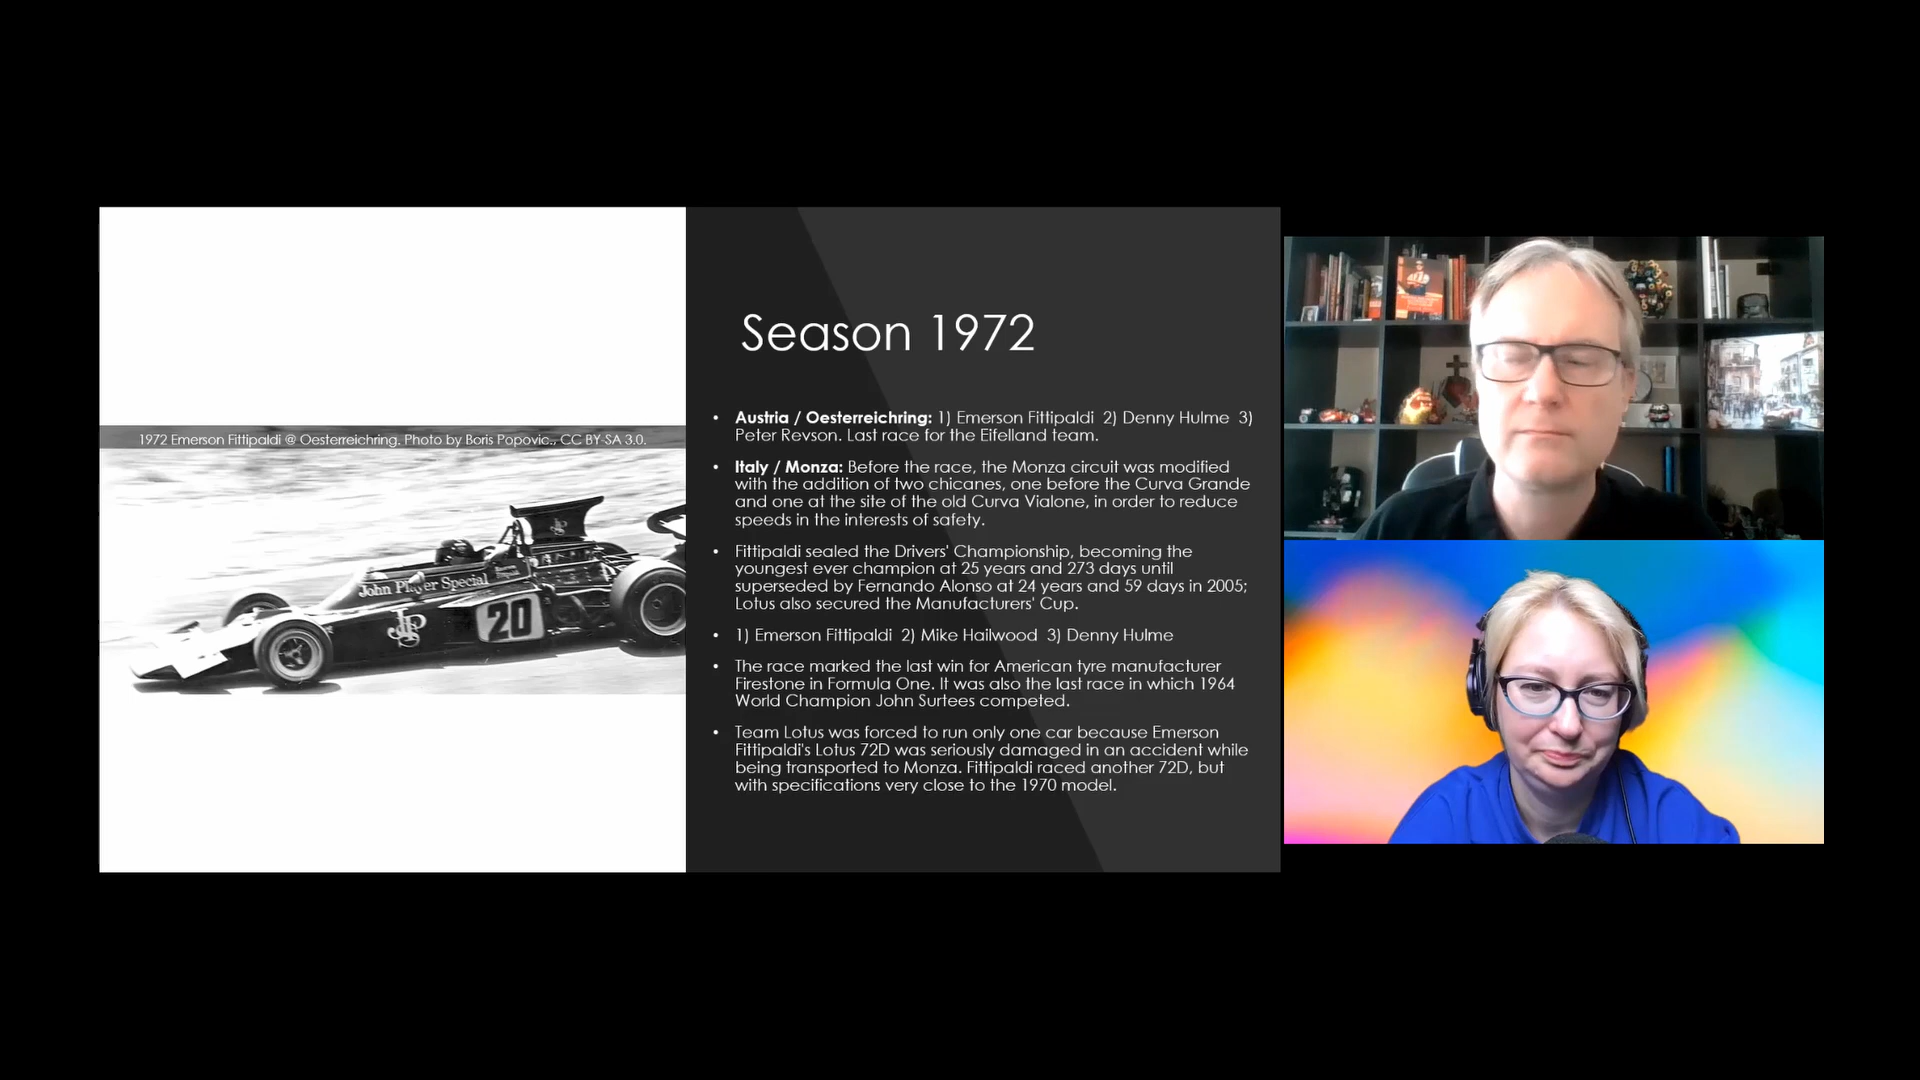 1972 Emerson Fittipaldi @ Oesterreichring. Photo by Boris Popovic., CC BY-SA 3.0.
John Player Special
JPS
20
Season 1972
• Austria / Oesterreichring: 1) Emerson Fittipaldi 2) Denny Hulme 3)
Peter Revson. Last race for the Eifelland team.
• Italy / Monza: Before the race, the Monza circuit was modified
with the addition of two chicanes, one before the Curva Grande
and one at the site of the old Curva Vialone, in order to reduce
speeds in the interests of safety.
• Fittipaldi sealed the Drivers' Championship, becoming the
youngest ever champion at 25 years and 273 days until
superseded by Fernando Alonso at 24 years and 59 days in 2005;
Lotus also secured the Manufacturers' Cup.
• 1) Emerson Fittipaldi 2) Mike Hailwood 3) Denny Hulme
• The race marked the last win for American tyre manufacturer
Firestone in Formula One. It was also the last race in which 1964
World Champion John Surtees competed.
• Team Lotus was forced to run only one car because Emerson
Fittipaldi's Lotus 72D was seriously damaged in an accident while
being transported to Monza. Fittipaldi raced another 72D, but
with specifications very close to the 1970 model.